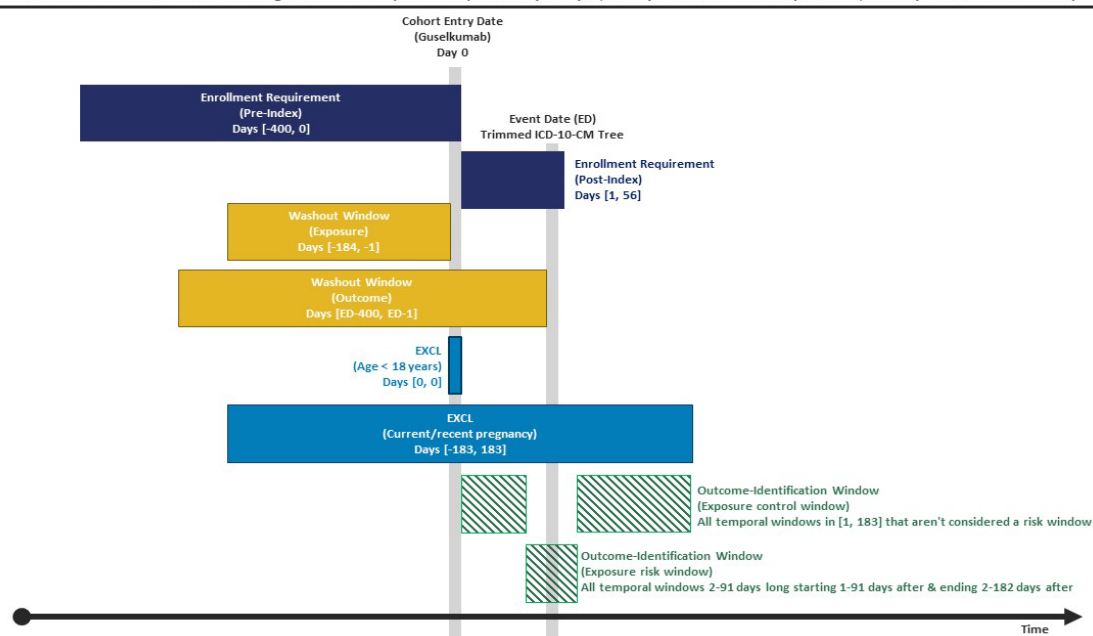 Cohort Entry Date
(Guselkumab)
Day 0
Enrollment Requirement
(Pre-Index)
Days [-400, 0]
Event Date (ED)
Trimmed ICD-10-CM Tree
Enrollment Requirement
(Post-Index)
Days [1, 56]
Washout Window
(Exposure)
Days [-184, -1]
Washout Window
(Outcome)
Days [ED-400, ED-1]
EXCL
(Age < 18 years)
Days [0, 0]
EXCL
(Current/recent pregnancy)
Days [-183, 183]
Outcome-Identification Window
(Exposure control window)
All temporal windows in [1, 183] that aren't considered a risk window
Outcome-Identification Window
(Exposure risk window)
All temporal windows 2-91 days long starting 1-91 days after & ending 2-182 days after
Time